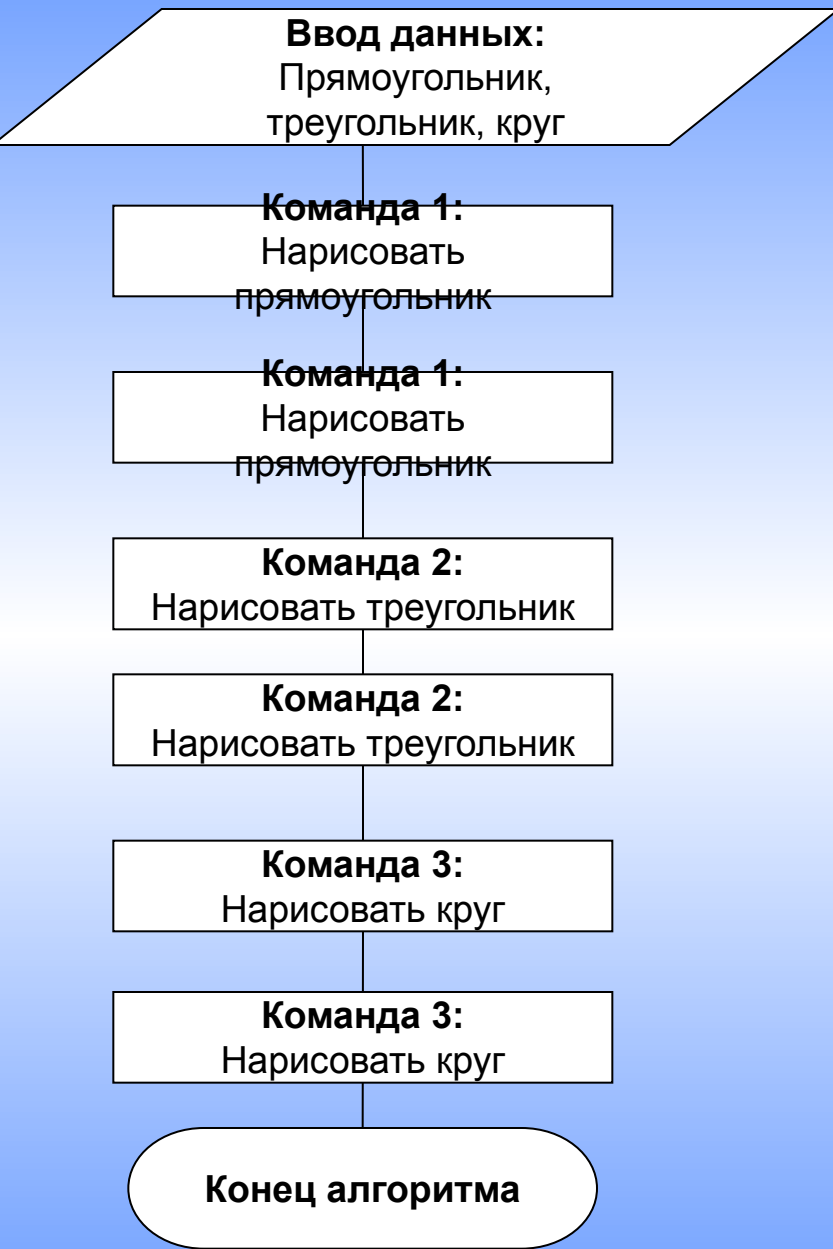 Ввод данных:
Прямоугольник,
треугольник, круг
Команда 1:
Нарисовать
прямоугольник
Команда 1:
Нарисовать
прямоугольник
Команда 2:
Нарисовать треугольник
Команда 2:
Нарисовать треугольник
Команда 3:
Нарисовать круг
Команда 3:
Нарисовать круг
Конец алгоритма